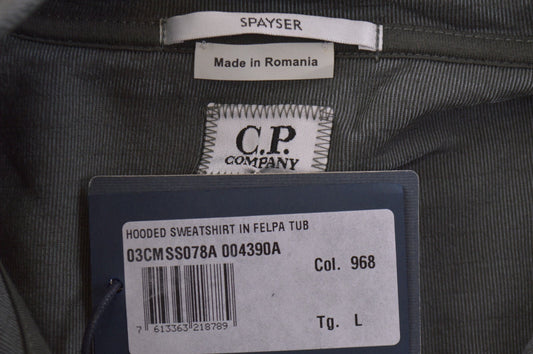 SPAYSER
Made in Romania
C.P.
COMPANY
HOODED SWEATSHIRT IN FELPA TUB
03CMSS078A 004390A
Col. 968
7 613363 218789
Tg. L